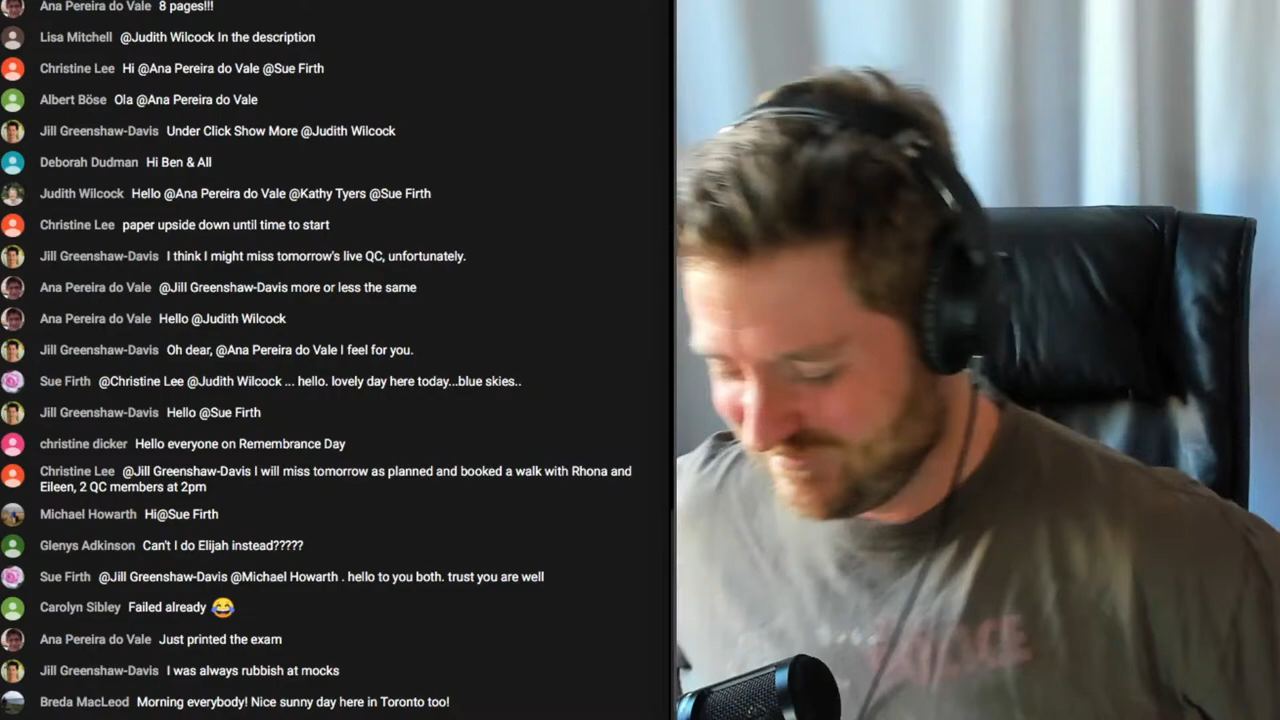 Ana Pereira do Vale 8 pages!!!
Lisa Mitchell @Judith Wilcock In the description
Christine Lee Hi @Ana Pereira do Vale @Sue Firth
Albert Böse Ola @Ana Pereira do Vale
Jill Greenshaw-Davis Under Click Show More @Judith Wilcock
Deborah Dudman Hi Ben & All
Judith Wilcock Hello @Ana Pereira do Vale @Kathy Tyers @Sue Firth
Christine Lee paper upside down until time to start
Jill Greenshaw-Davis I think I might miss tomorrow's live QC, unfortunately.
Ana Pereira do Vale @Jill Greenshaw-Davis more or less the same
Ana Pereira do Vale Hello @Judith Wilcock
Jill Greenshaw-Davis Oh dear, @Ana Pereira do Vale I feel for you.
Sue Firth @Christine Lee @Judith Wilcock ... hello. lovely day here today...blue skies..
Jill Greenshaw-Davis Hello @Sue Firth
christine dicker Hello everyone on Remembrance Day
Christine Lee @Jill Greenshaw-Davis I will miss tomorrow as planned and booked a walk with Rhona and
Eileen, 2 QC members at 2pm
Michael Howarth Hi@Sue Firth
Glenys Adkinson Can't I do Elijah instead?????
Sue Firth @Jill Greenshaw-Davis @Michael Howarth . hello to you both. trust you are well
Carolyn Sibley Failed already 😂
Ana Pereira do Vale Just printed the exam
Jill Greenshaw-Davis I was always rubbish at mocks
Breda MacLeod Morning everybody! Nice sunny day here in Toronto too!